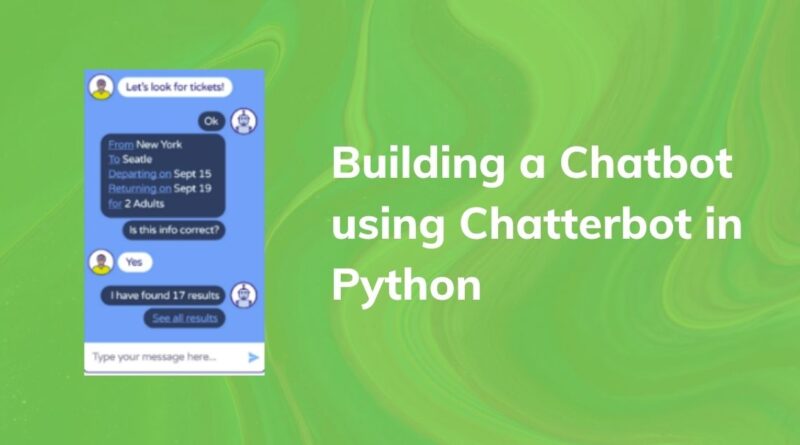 Let's look for tickets!
Ok
From New York
To Seatle
Departing on Sept 15
Returning on Sept 19
for 2 Adults
Is this info correct?
Yes
I have found 17 results
See all results
Type your message here...
Building a Chatbot
using Chatterbot in
Python